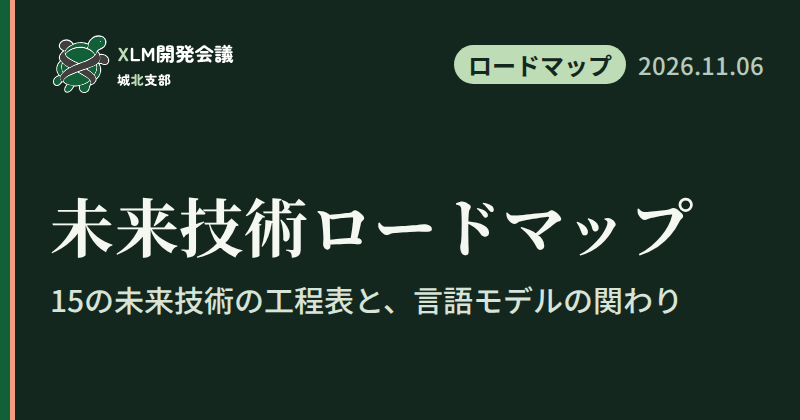 XLM開発会議
城北支部
ロードマップ 2026.11.06
未来技術ロードマップ
15の未来技術の工程表と、言語モデルの関わり